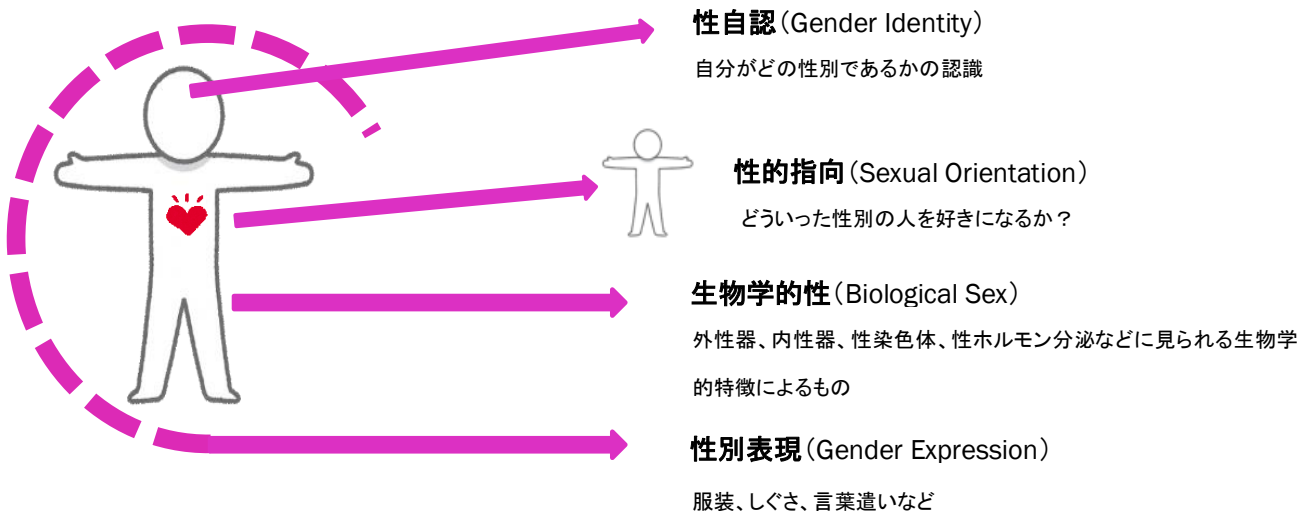 性自認（Gender Identity）
自分がどの性別であるかの認識
性的指向（Sexual Orientation）
どういった性別の人を好きになるか？
生物学的性（Biological Sex）
外性器、内性器、性染色体、性ホルモン分泌などに見られる生物学
的特徴によるもの
性別表現（Gender Expression）
服装、しぐさ、言葉遣いなど